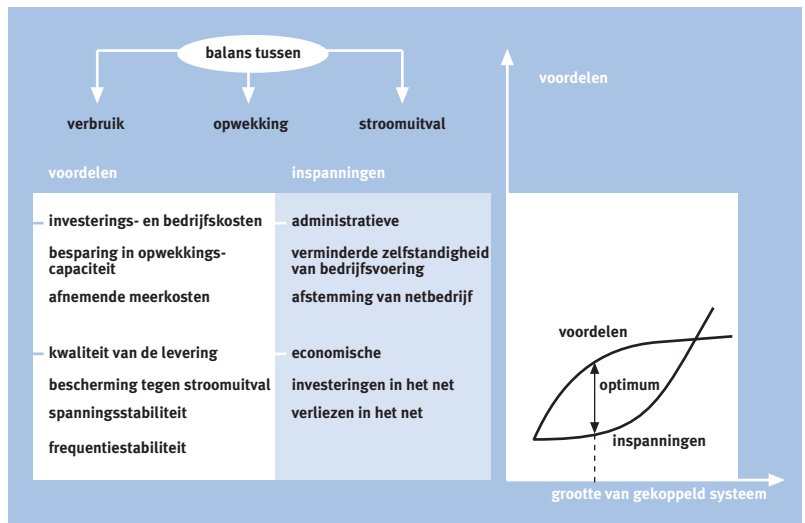 balans tussen
verbruik
opwekking
stroomuitval
voordelen
investerings- en bedrijfskosten
besparing in opwekkings-
capaciteit
afnemende meerkosten
kwaliteit van de levering
bescherming tegen stroomuitval
spanningsstabiliteit
frequentiestabiliteit
inspanningen
administratieve
verminderde zelfstandigheid
van bedrijfsvoering
afstemming van netbedrijf
economische
investeringen in het net
verliezen in het net
voordelen
voordelen
optimum
inspanningen
grootte van gekoppeld systeem